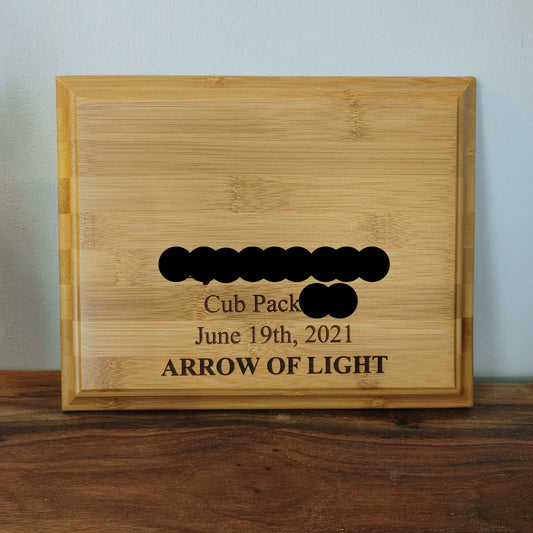 Cub Pack
June 19th, 2021
ARROW OF LIGHT